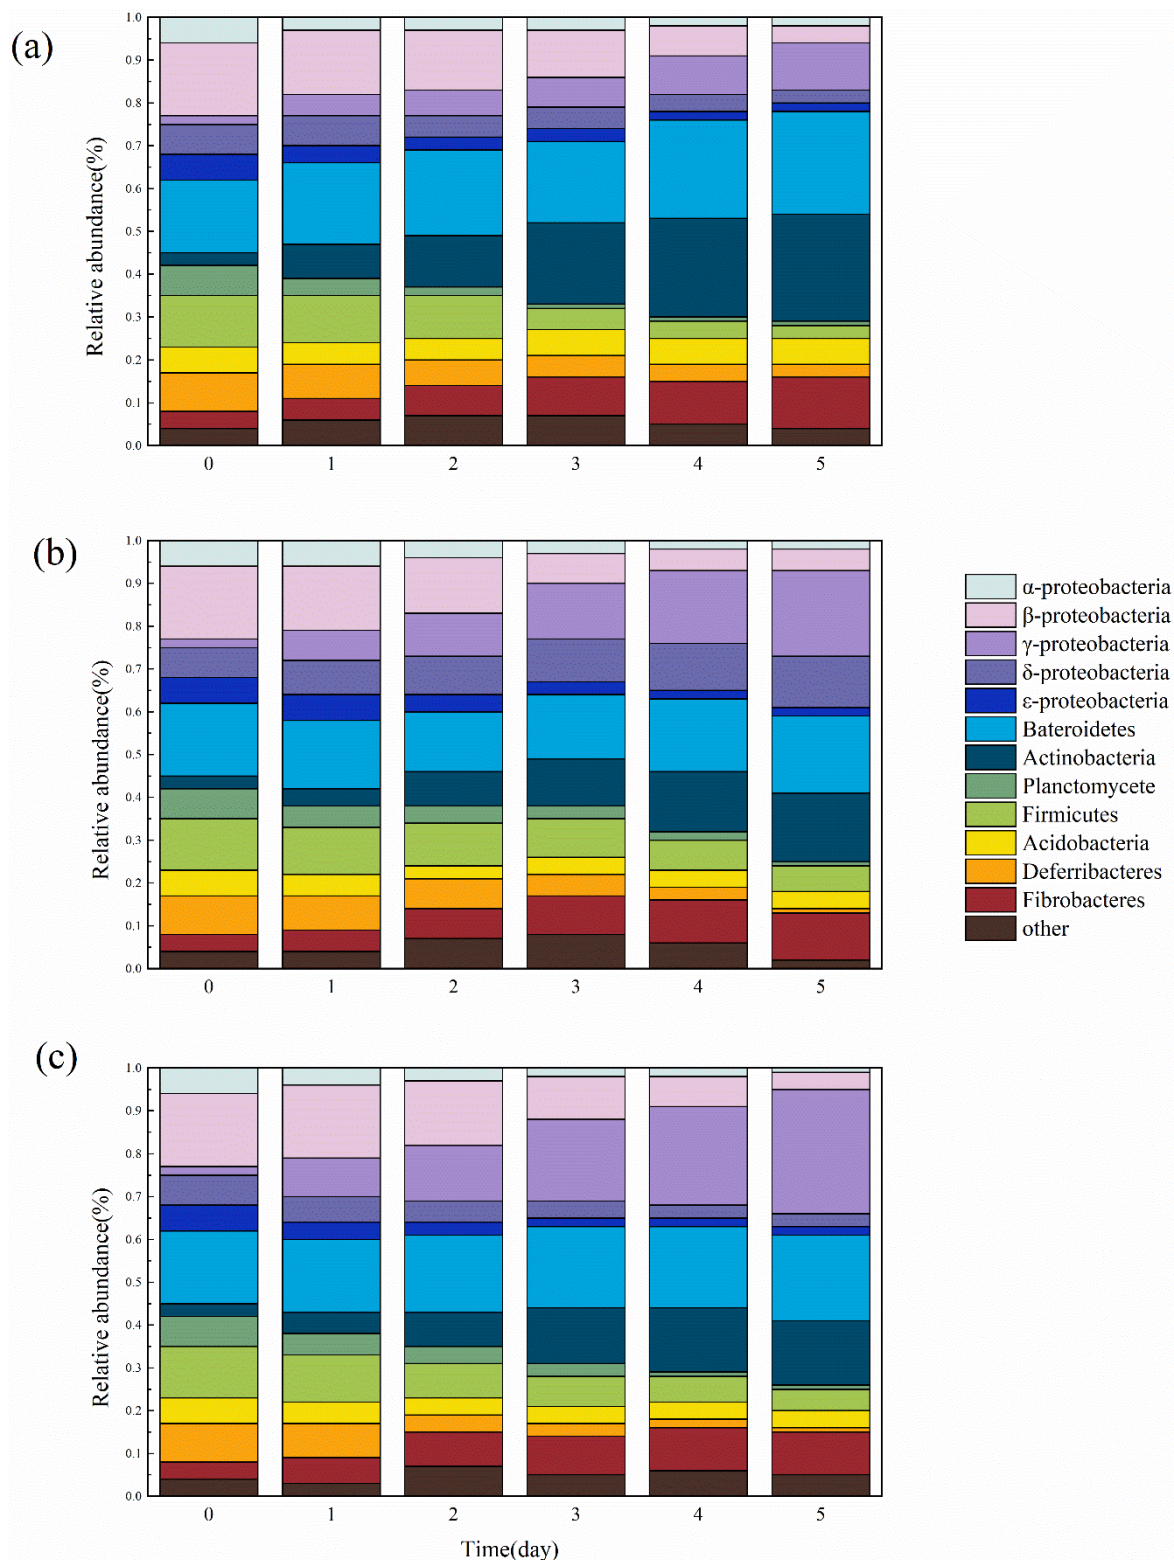 (a)
Relative abundance(%)
1.0
0.9
0.8
0.7
0.6
0.5
0.4
0.3
0.2
0.1
0.0
0 1 2 3 4 5
(b)
Relative abundance(%)
1.0
0.9
0.8
0.7
0.6
0.5
0.4
0.3
0.2
0.1
0.0
0 1 2 3 4 5
α-proteobacteria
β-proteobacteria
γ-proteobacteria
δ-proteobacteria
ε-proteobacteria
Bateroidetes
Actinobacteria
Planctomycete
Firmicutes
Acidobacteria
Deferribacteres
Fibrobacteres
other
(c)
Relative abundance(%)
1.0
0.9
0.8
0.7
0.6
0.5
0.4
0.3
0.2
0.1
0.0
0 1 2 3 4 5
Time(day)